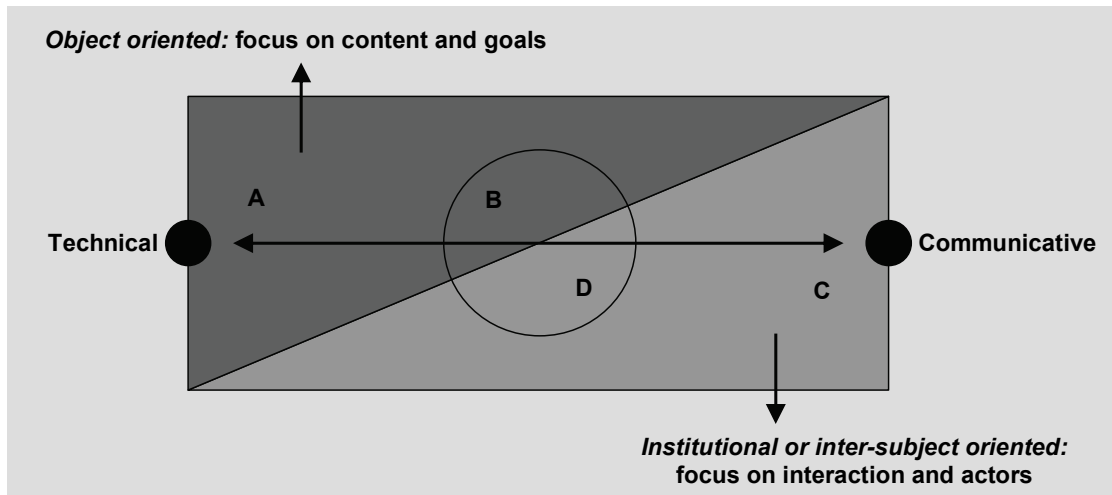 Object oriented: focus on content and goals
A
B
Technical
Communicative
D
C
Institutional or inter-subject oriented:
focus on interaction and actors